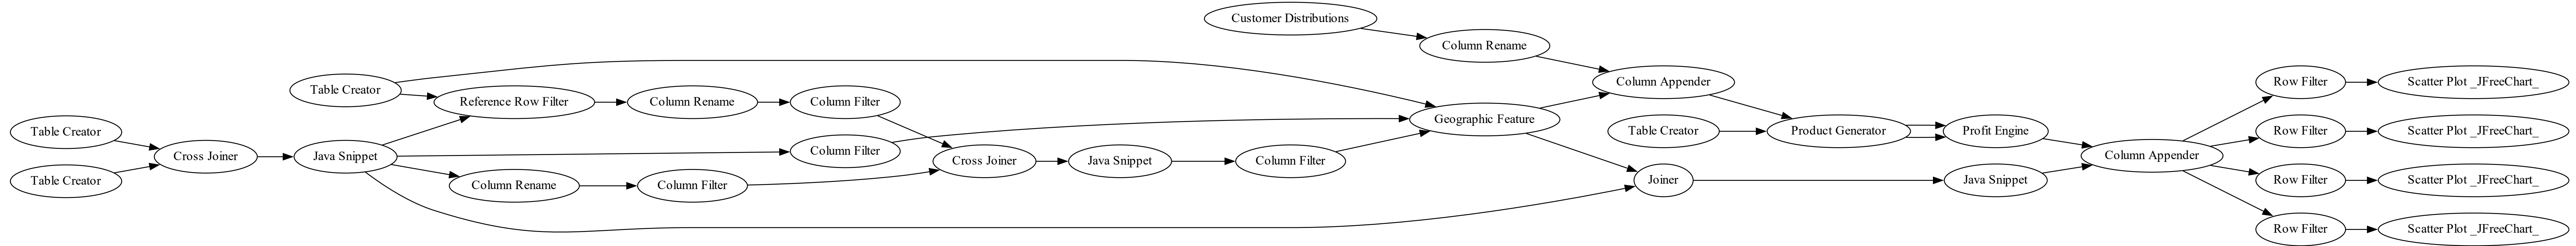 Customer Distributions
Column Rename
Table Creator
Column Appender
Row Filter
Scatter Plot _JFreeChart_
Reference Row Filter
Column Rename
Column Filter
Geographic Feature
Table Creator
Table Creator
Product Generator
Profit Engine
Row Filter
Scatter Plot _JFreeChart_
Cross Joiner
Java Snippet
Column Filter
Cross Joiner
Java Snippet
Column Filter
Column Appender
Table Creator
Column Rename
Column Filter
Joiner
Java Snippet
Row Filter
Scatter Plot _JFreeChart_
Row Filter
Scatter Plot _JFreeChart_